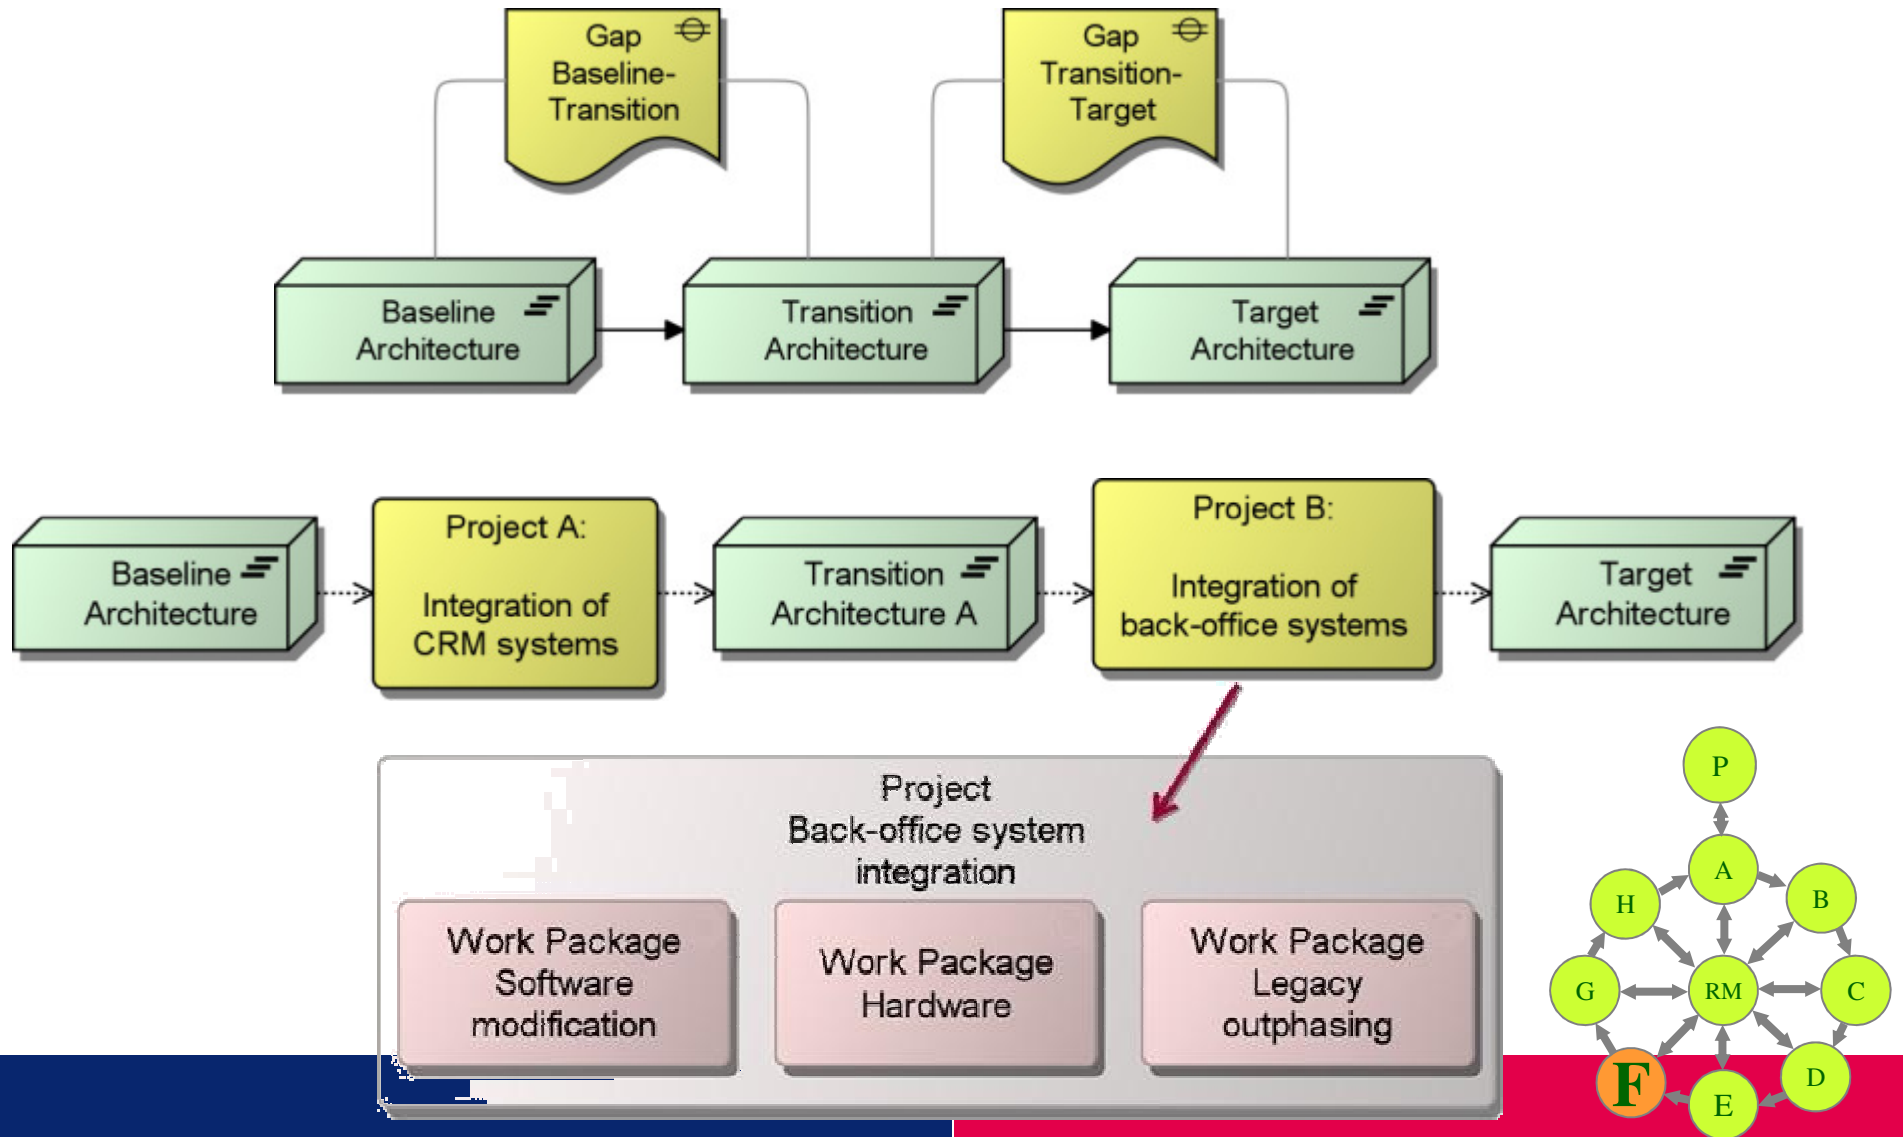 Gap
Baseline-
Transition
Gap
Transition-
Target
Baseline
Architecture
Transition
Architecture
Target
Architecture
Baseline
Architecture
Project A:
Integration of
CRM systems
Transition
Architecture A
Project B:
Integration of
back-office systems
Target
Architecture
Project
Back-office system
integration
Work Package
Software
modification
Work Package
Hardware
Work Package
Legacy
outphasing
P
A
H
B
G
RM
C
F
E
D